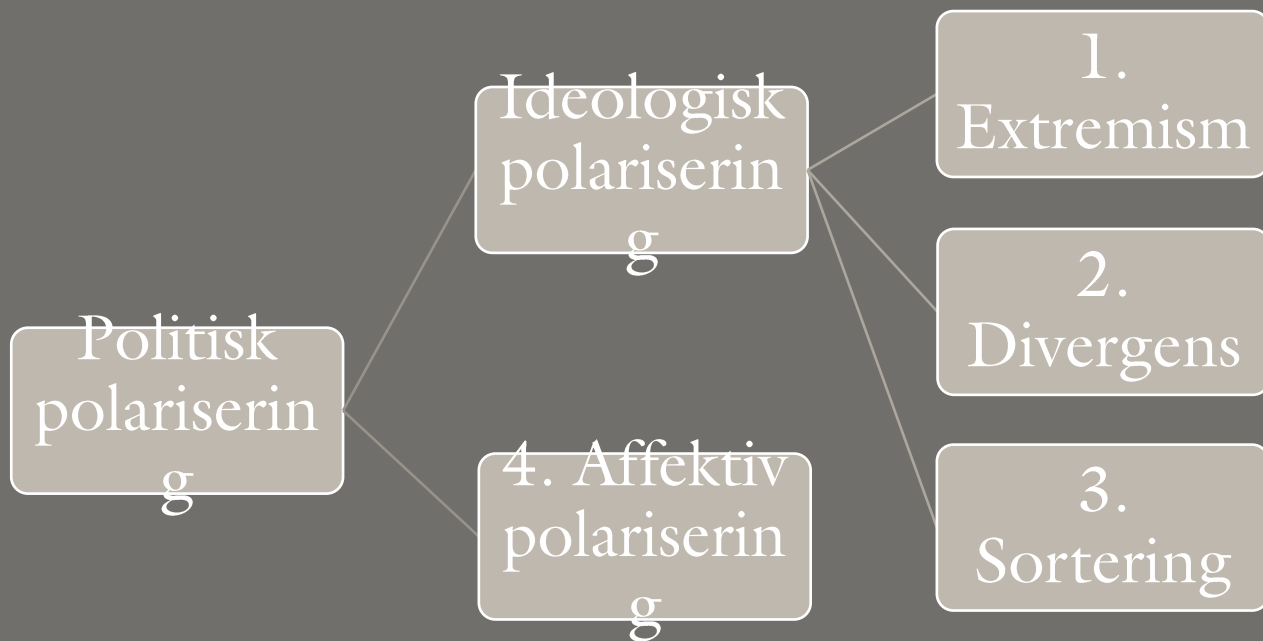 Politisk
polariserin
g
Ideologisk
polariserin
g
4. Affektiv
polariserin
g
1.
Extremism
2.
Divergens
3.
Sortering